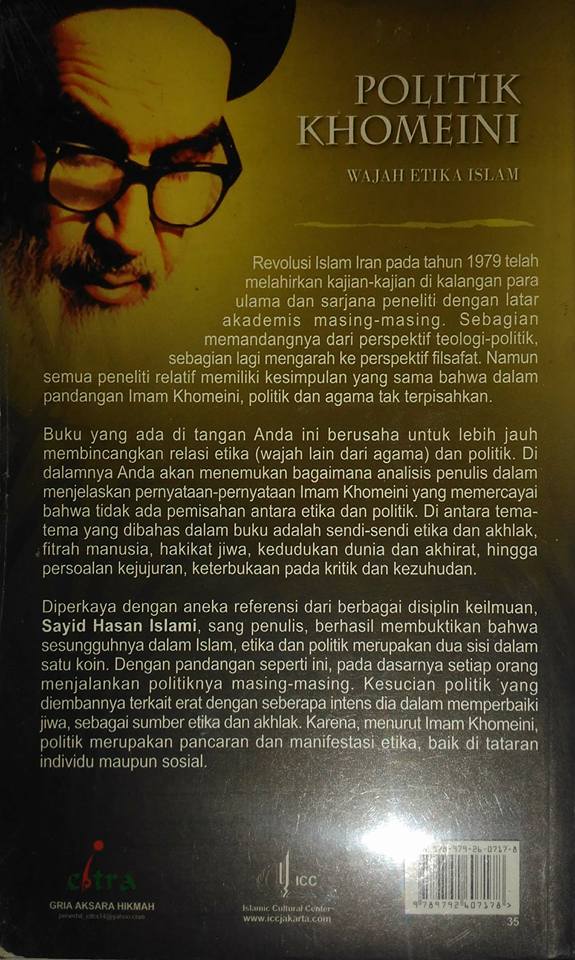 POLITIK
KHOMEINI
WAJAH ETIKA ISLAM
Revolusi Islam Iran pada tahun 1979 telah
melahirkan kajian-kajian di kalangan para
ulama dan sarjana peneliti dengan latar
akademis masing-masing. Sebagian
memandangnya dari perspektif teologi-politik,
sebagian lagi mengarah ke perspektif filsafat. Namun
semua peneliti relatif memiliki kesimpulan yang sama bahwa dalam
pandangan Imam Khomeini, politik dan agama tak terpisahkan.
Buku yang ada di tangan Anda ini berusaha untuk lebih jauh
membincangkan relasi etika (wajah lain dari agama) dan politik. Di
dalamnya Anda akan menemukan bagaimana analisis penulis dalam
menjelaskan pernyataan-pernyataan Imam Khomeini yang memercayai
bahwa tidak ada pemisahan antara etika dan politik. Di antara tema-
tema yang dibahas dalam buku adalah sendi-sendi etika dan akhlak,
fitrah manusia, hakikat jiwa, kedudukan dunia dan akhirat, hingga
persoalan kejujuran, keterbukaan pada kritik dan kezuhudan.
Diperkaya dengan aneka referensi dari berbagai disiplin keilmuan,
Sayid Hasan Islami, sang penulis, berhasil membuktikan bahwa
sesungguhnya dalam Islam, etika dan politik merupakan dua sisi dalam
satu koin. Dengan pandangan seperti ini, pada dasarnya setiap orang
menjalankan politiknya masing-masing. Kesucian politik yang
diembannya terkait erat dengan seberapa intens dia dalam memperbaiki
jiwa, sebagai sumber etika dan akhlak. Karena, menurut Imam Khomeini,
politik merupakan pancaran dan manifestasi etika, baik di tataran
individu maupun sosial.
citra
GRIA AKSARA HIKMAH
penerbit_citra14@yahoo.com
ICC
Islamic Cultural Center
www.iccjakarta.com
978-979-26-0717-8
9 789792 607178 >
35